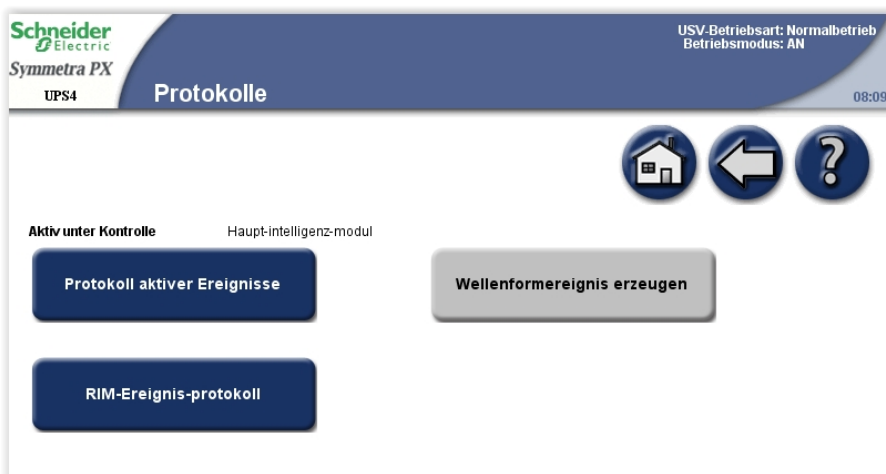 Schneider
Electric
Symmetra PX
UPS4
Protokolle
USV-Betriebsart: Normalbetrieb
Betriebsmodus: AN
08:09
?
Aktiv unter Kontrolle Haupt-intelligenz-modul
Protokoll aktiver Ereignisse
Wellenformereignis erzeugen
RIM-Ereignis-protokoll